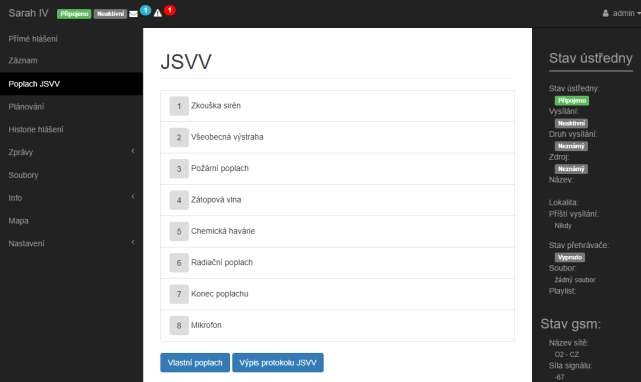 Sarah IV Připojeno Neaktivní 1 1 admin
Přímé hlášení
Záznam
Poplach JSVV
Plánování
Historie hlášení
Zprávy
Soubory
Info
Mapa
Nastavení
JSVV
1 Zkouška sirén
2 Všeobecná výstraha
3 Požární poplach
4 Zátopová vlna
5 Chemická havárie
6 Radiační poplach
7 Konec poplachu
8 Mikrofon
Vlastní poplach Výpis protokolu JSVV
Stav ústředny
Stav ústředny:
Připojeno
Vysílání:
Neaktivní
Druh vysílání:
Neznámý
Zdroj:
Neznámý
Název:
Lokalita:
Příští vysílání:
Nikdy
Stav přehrávače:
Vypnuto
Soubor:
žádný soubor
Playlist:
Stav gsm:
Název sítě:
O2 - CZ
Síla signálu:
-67